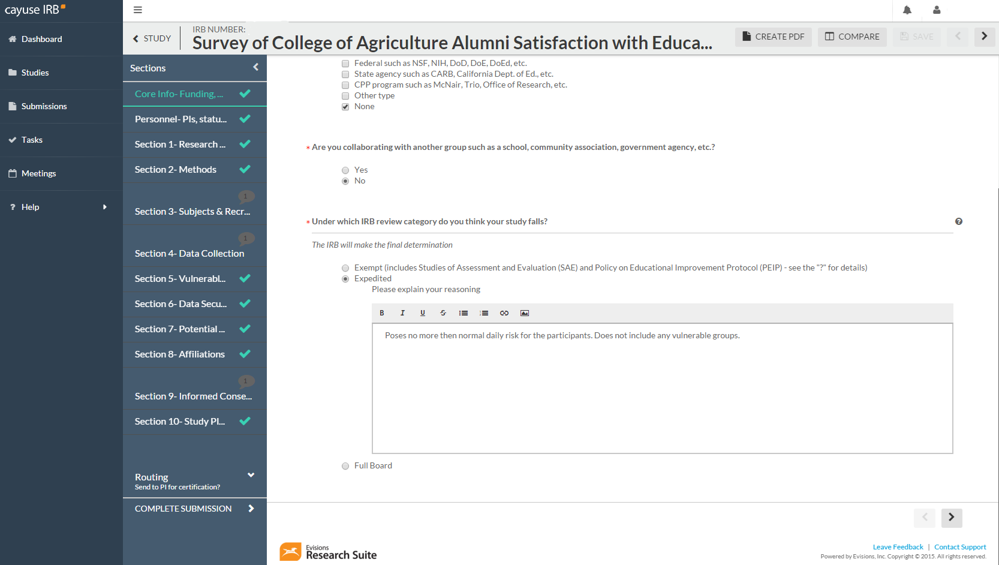 cayuse IRB
Dashboard
Studies
Submissions
Tasks
Meetings
? Help
STUDY
IRB NUMBER:
Survey of College of Agriculture Alumni Satisfaction with Educa...
CREATE PDF
COMPARE
SAVE
Sections
Core Info- Funding, ...
Personnel- PIs, statu...
Section 1- Research ...
Section 2- Methods
1
Section 3- Subjects & Recr...
1
Section 4- Data Collection
Section 5- Vulnerabl...
Section 6- Data Secu...
Section 7- Potential ...
Section 8- Affiliations
1
Section 9- Informed Conse...
Section 10- Study Pl...
Routing
Send to PI for certification?
COMPLETE SUBMISSION
Federal such as NSF, NIH, DoD, DoE, DoEd, etc.
State agency such as CARB, California Dept. of Ed., etc.
CPP program such as McNair, Trio, Office of Research, etc.
Other type
None
* Are you collaborating with another group such as a school, community association, government agency, etc.?
Yes
No
* Under which IRB review category do you think your study falls?
?
The IRB will make the final determination
Exempt (includes Studies of Assessment and Evaluation (SAE) and Policy on Educational Improvement Protocol (PEIP) - see the "?" for details)
Expedited
Please explain your reasoning
B I U S
Poses no more then normal daily risk for the participants. Does not include any vulnerable groups.
Full Board
Evisions
Research Suite
Leave Feedback | Contact Support
Powered by Evisions, Inc. Copyright © 2015. All rights reserved.